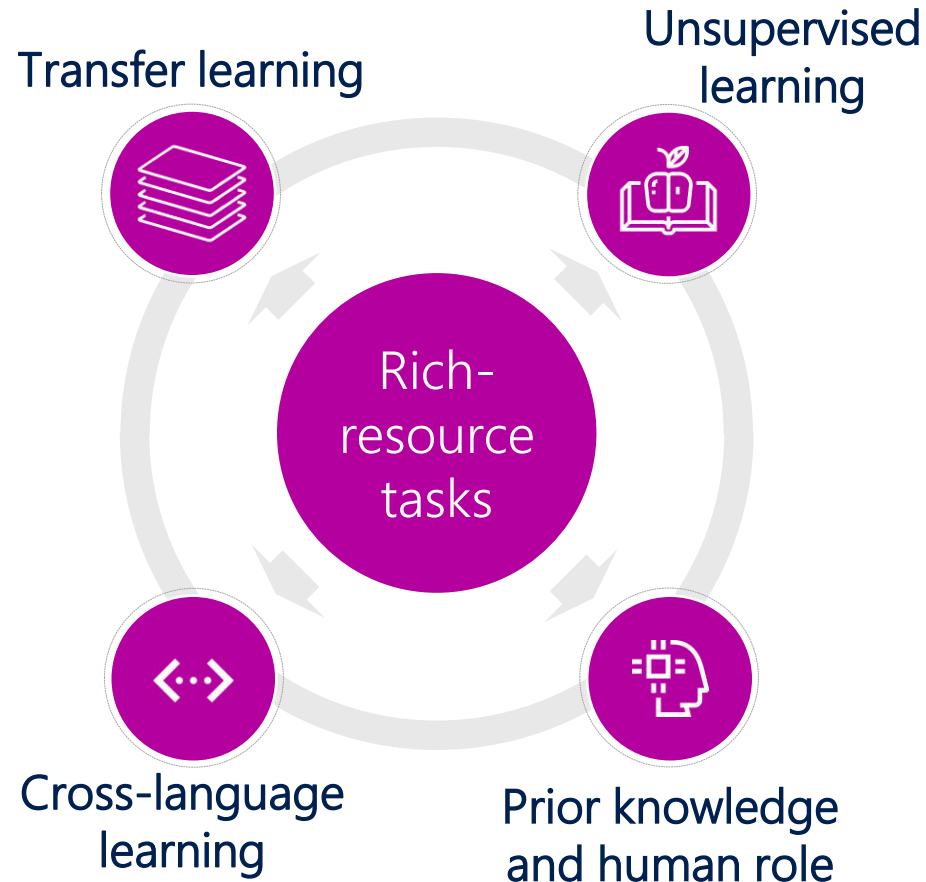 Transfer learning
Unsupervised
learning
Rich-
resource
tasks
Cross-language
learning
Prior knowledge
and human role